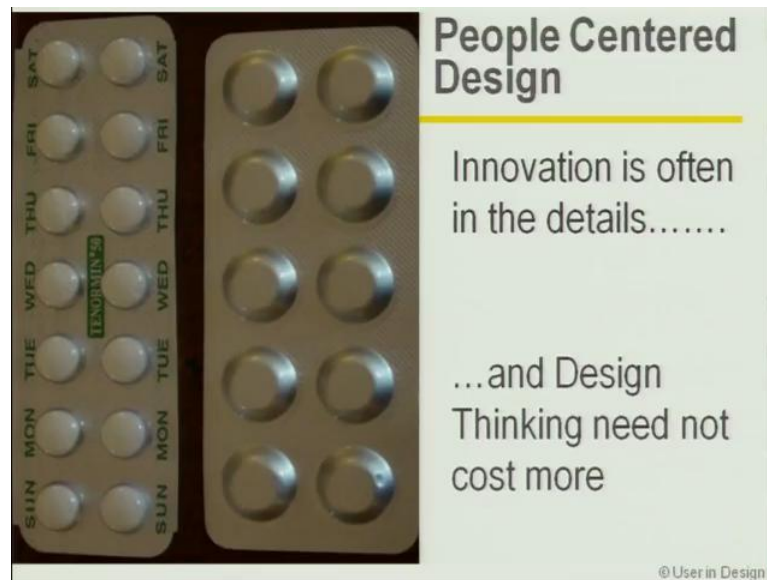 People Centered
Design
Innovation is often
in the details.......
...and Design
Thinking need not
cost more
SAT SAT
FRI FRI
THU THU
WED WED
TENORMIN®50
TUE TUE
MON MON
SUN SUN
© User in Design